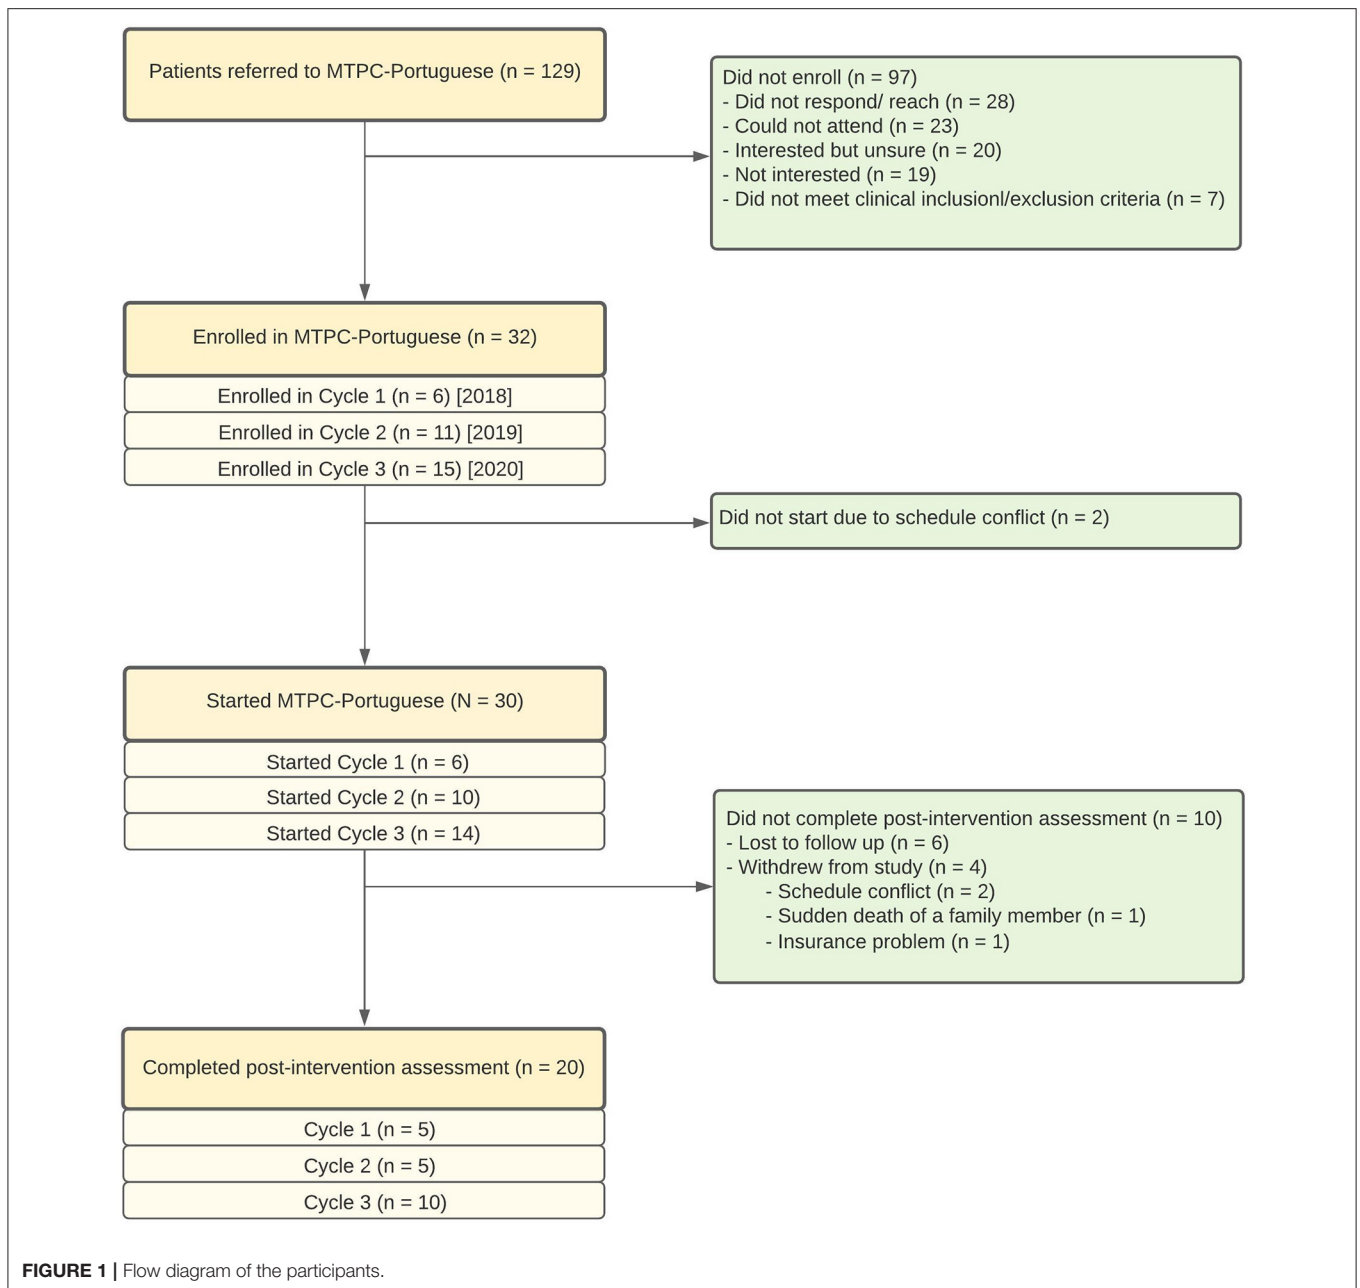 Patients referred to MTPC-Portuguese (n = 129)
Did not enroll (n = 97)
- Did not respond/ reach (n = 28)
- Could not attend (n = 23)
- Interested but unsure (n = 20)
- Not interested (n = 19)
- Did not meet clinical inclusionl/exclusion criteria (n = 7)
Enrolled in MTPC-Portuguese (n = 32)
Enrolled in Cycle 1 (n = 6) [2018]
Enrolled in Cycle 2 (n = 11) [2019]
Enrolled in Cycle 3 (n = 15) [2020]
Did not start due to schedule conflict (n = 2)
Started MTPC-Portuguese (N = 30)
Started Cycle 1 (n = 6)
Started Cycle 2 (n = 10)
Started Cycle 3 (n = 14)
Did not complete post-intervention assessment (n = 10)
- Lost to follow up (n = 6)
- Withdrew from study (n = 4)
- Schedule conflict (n = 2)
- Sudden death of a family member (n = 1)
- Insurance problem (n = 1)
Completed post-intervention assessment (n = 20)
Cycle 1 (n = 5)
Cycle 2 (n = 5)
Cycle 3 (n = 10)
FIGURE 1 | Flow diagram of the participants.